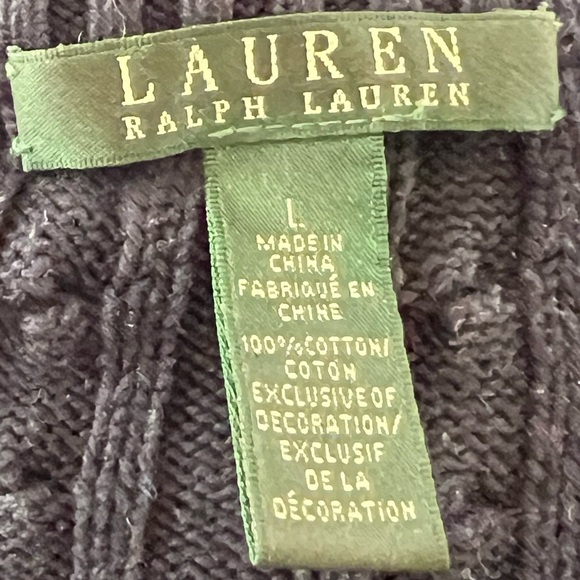 LAUREN
RALPH LAUREN
L
MADE IN
CHINA
FABRIQUÉ EN
CHINE
100% COTTON/
COTON
EXCLUSIVE OF
DECORATION/
EXCLUSIF
DE LA
DÉCORATION